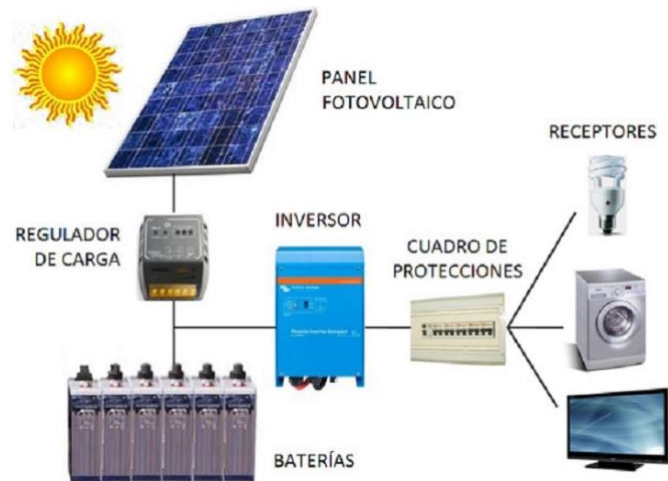 PANEL
FOTOVOLTAICO
RECEPTORES
REGULADOR
DE CARGA
INVERSOR
CUADRO DE
PROTECCIONES
BATERÍAS